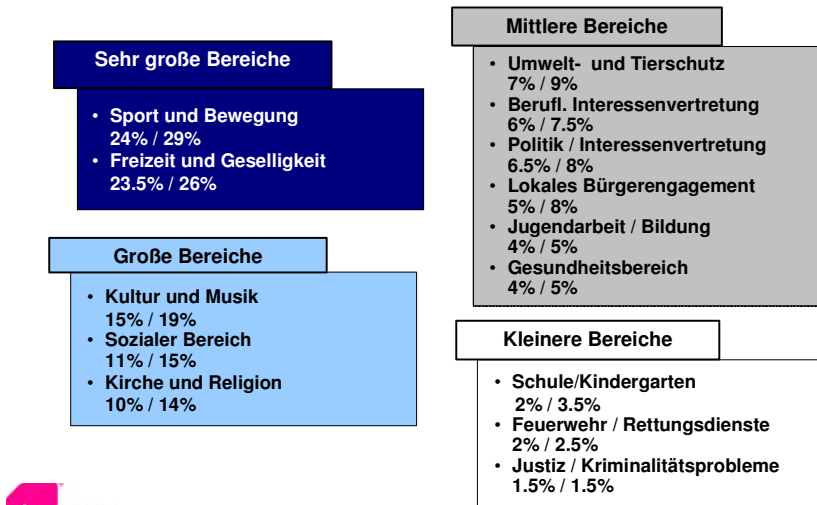 Sehr große Bereiche
• Sport und Bewegung
24% / 29%
• Freizeit und Geselligkeit
23.5% / 26%
Große Bereiche
• Kultur und Musik
15% / 19%
• Sozialer Bereich
11% / 15%
• Kirche und Religion
10% / 14%
Mittlere Bereiche
• Umwelt- und Tierschutz
7% / 9%
• Berufl. Interessenvertretung
6% / 7.5%
• Politik / Interessenvertretung
6.5% / 8%
• Lokales Bürgerengagement
5% / 8%
• Jugendarbeit / Bildung
4% / 5%
• Gesundheitsbereich
4% / 5%
Kleinere Bereiche
• Schule/Kindergarten
2% / 3.5%
• Feuerwehr / Rettungsdienste
2% / 2.5%
• Justiz / Kriminalitätsprobleme
1.5% / 1.5%